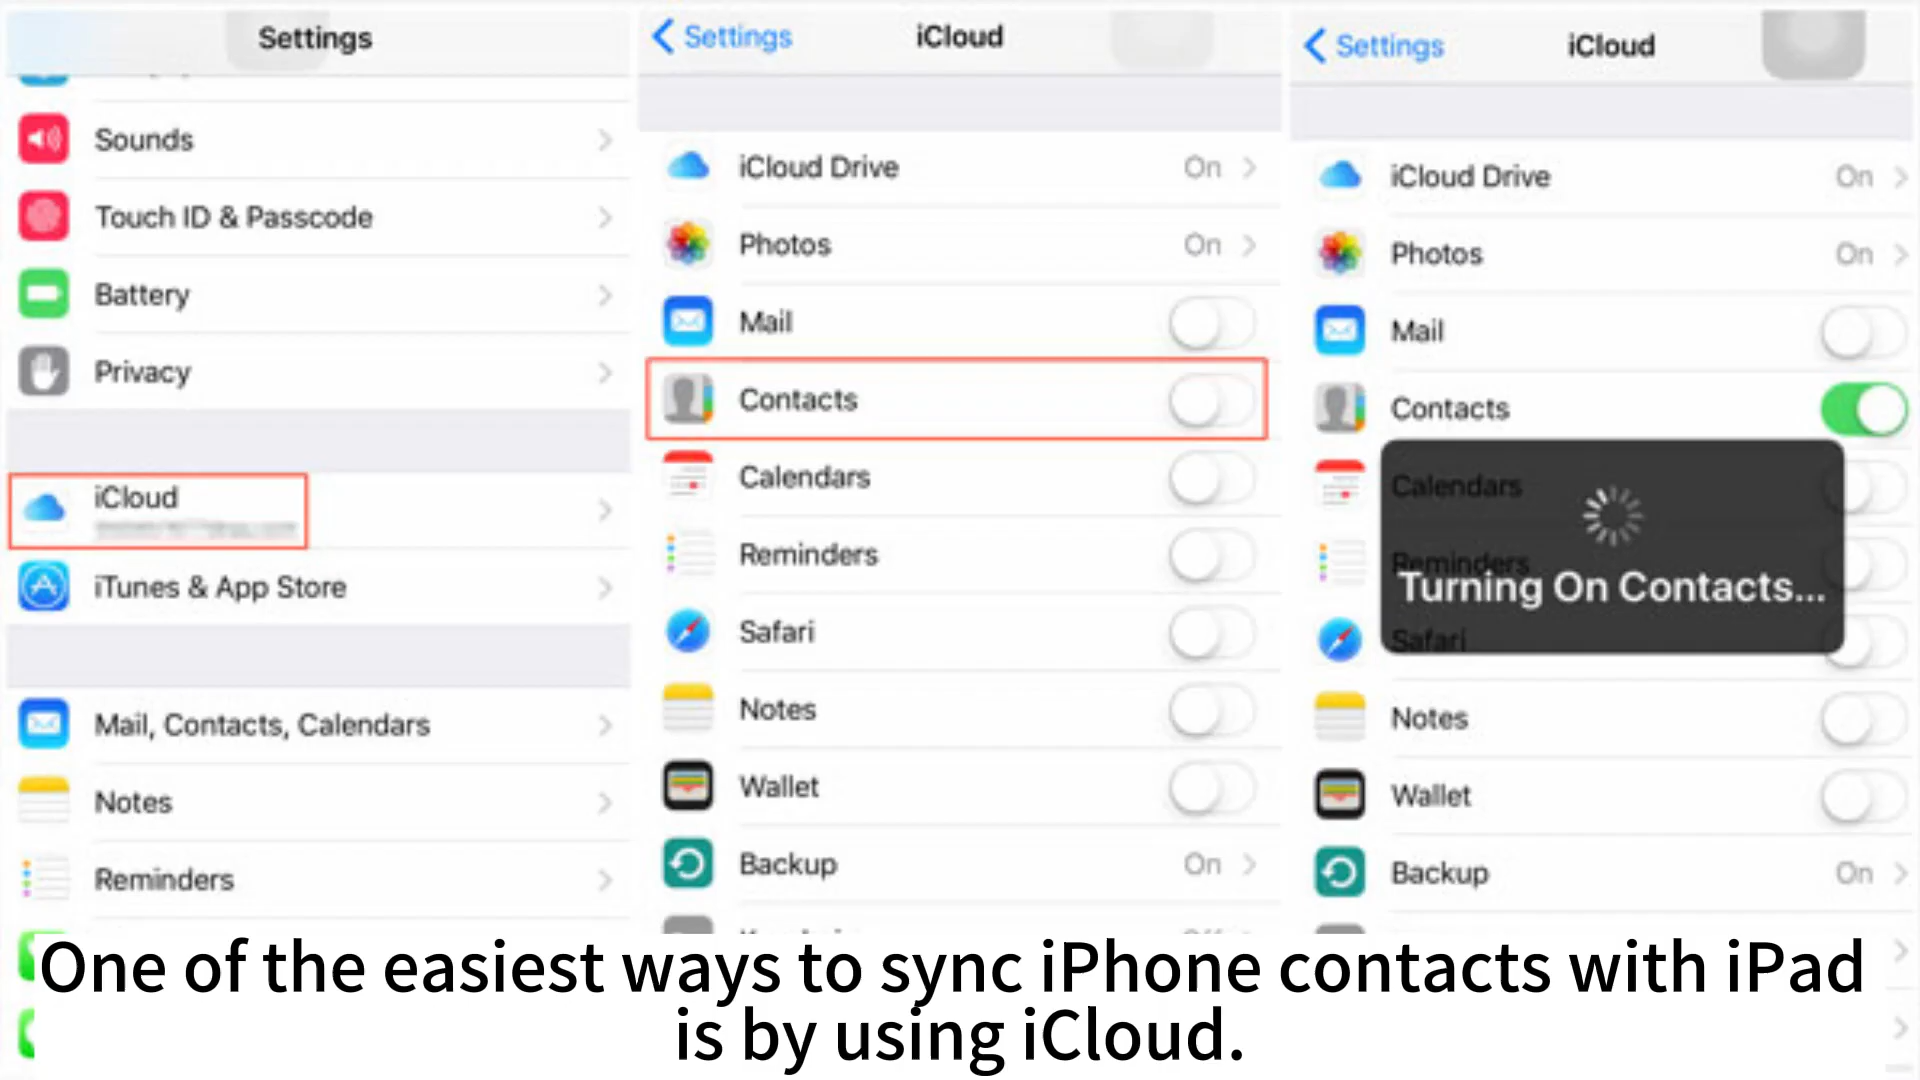 Settings
Sounds
Touch ID & Passcode
Battery
Privacy
iCloud
iTunes & App Store
Mail, Contacts, Calendars
Notes
Reminders
Settings
iCloud
iCloud Drive On
Photos On
Mail
Contacts
Calendars
Reminders
Safari
Notes
Wallet
Backup On
Settings
iCloud
iCloud Drive On
Photos On
Mail
Contacts
Calendars
Reminders
Turning On Contacts...
Safari
Notes
Wallet
Backup On
One of the easiest ways to sync iPhone contacts with iPad
is by using iCloud.